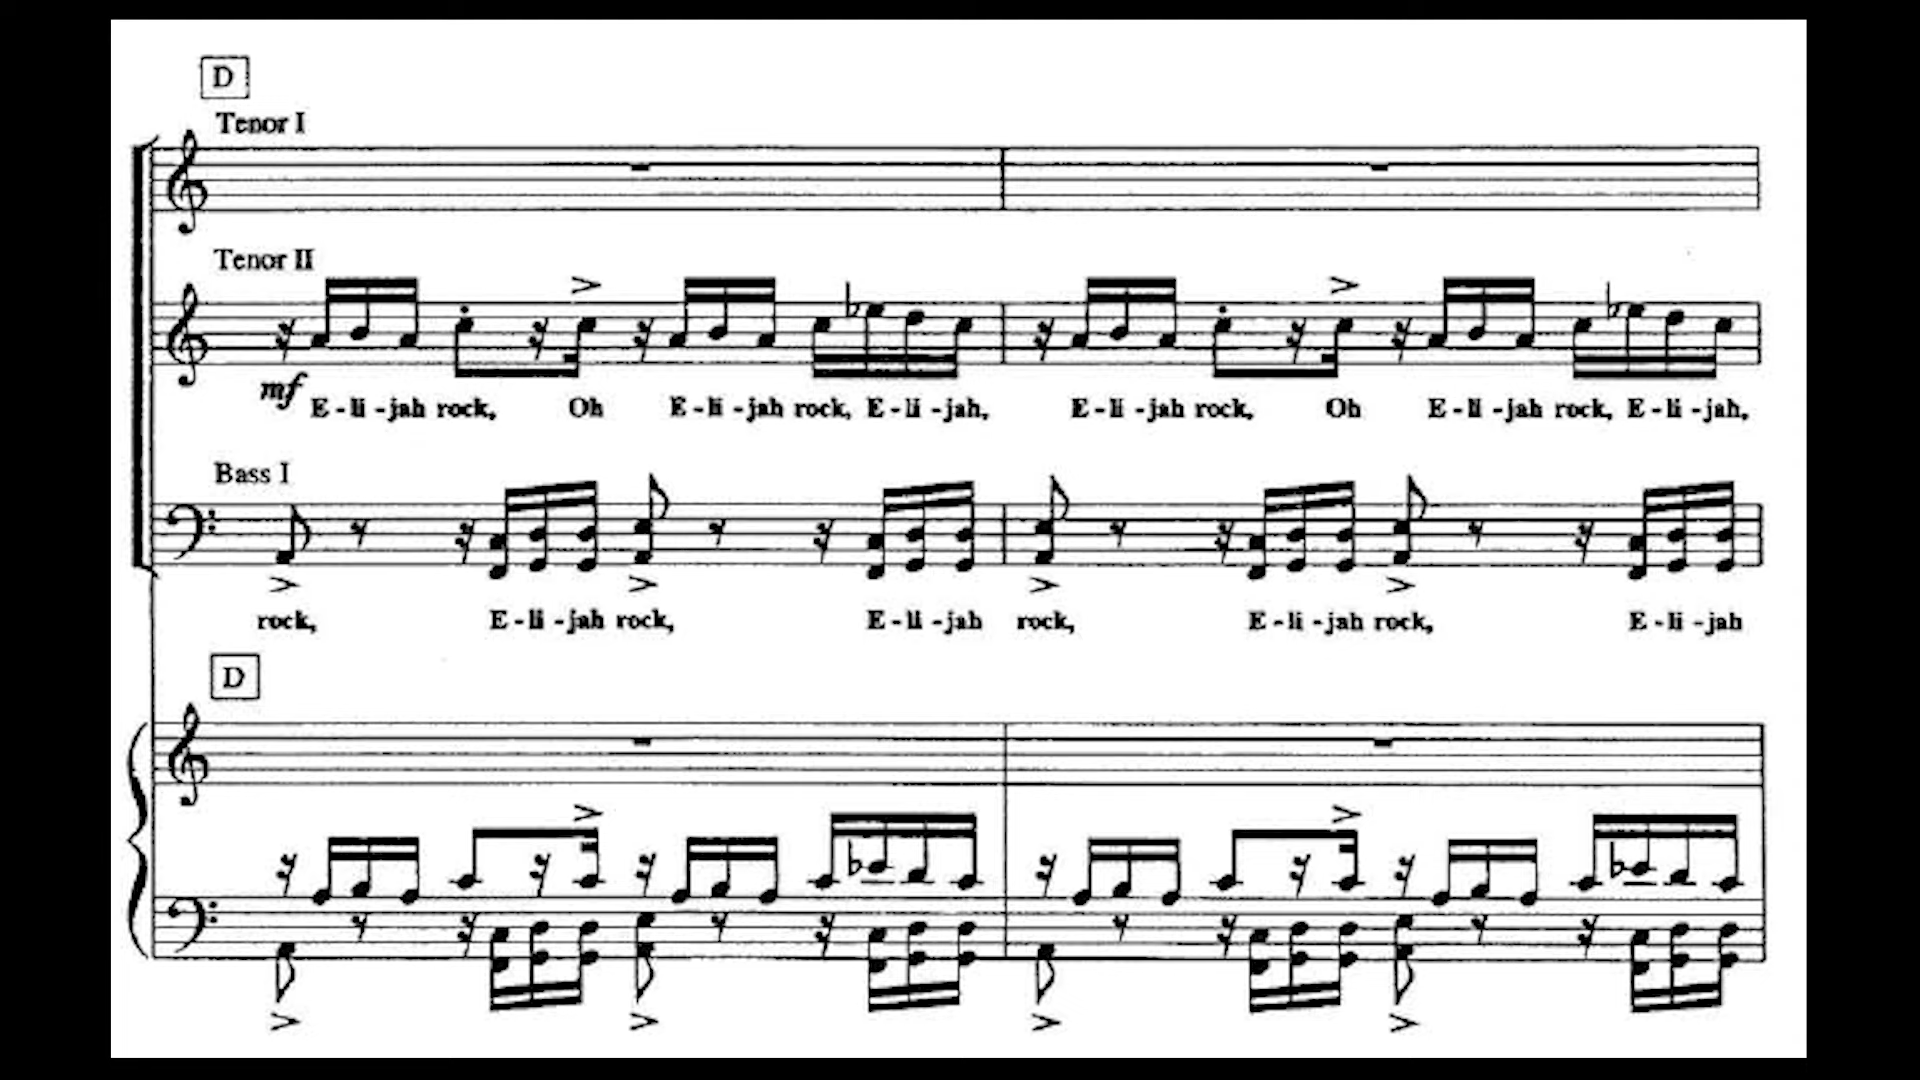 D
Tenor I
Tenor II
mf
E - li - jah rock, Oh E - li - jah rock, E - li - jah, E - li - jah rock, Oh E - li - jah rock, E - li - jah,
Bass I
rock, E - li - jah rock, E - li - jah rock, E - li - jah rock, E - li - jah
D